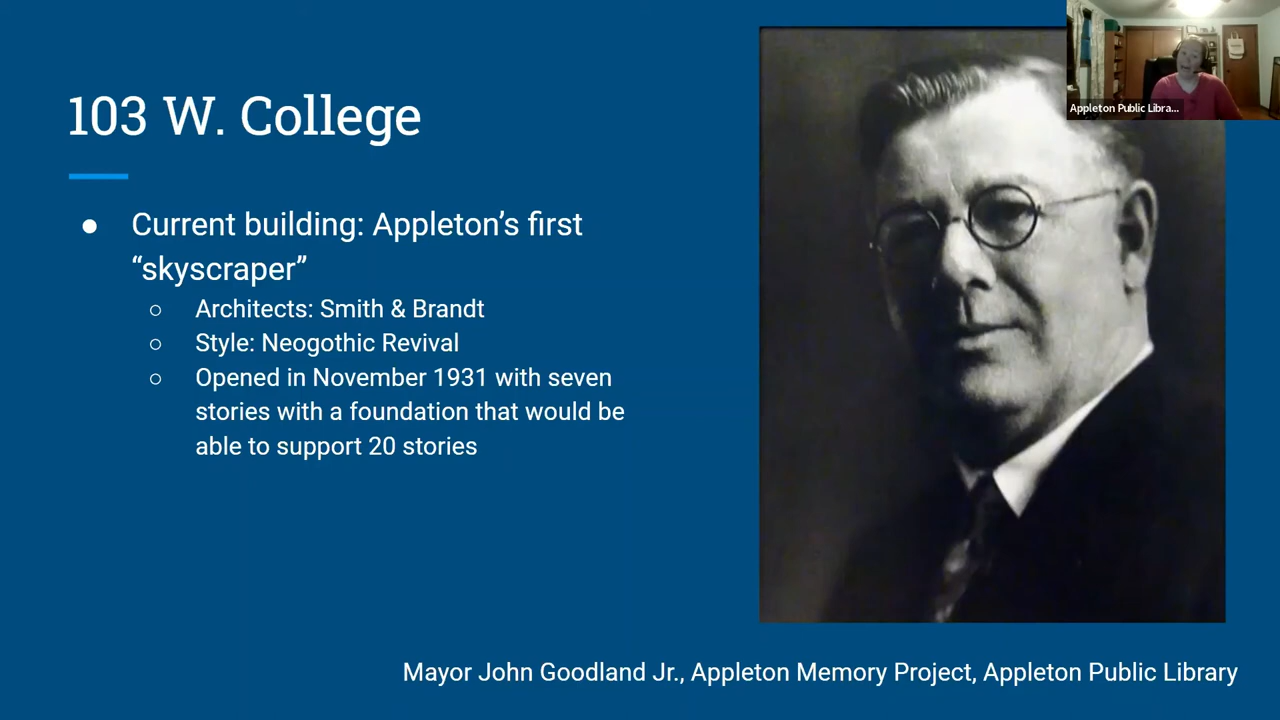 Appleton Public Libra...
103 W. College
● Current building: Appleton’s first
“skyscraper”
○ Architects: Smith & Brandt
○ Style: Neogothic Revival
○ Opened in November 1931 with seven
stories with a foundation that would be
able to support 20 stories
Mayor John Goodland Jr., Appleton Memory Project, Appleton Public Library